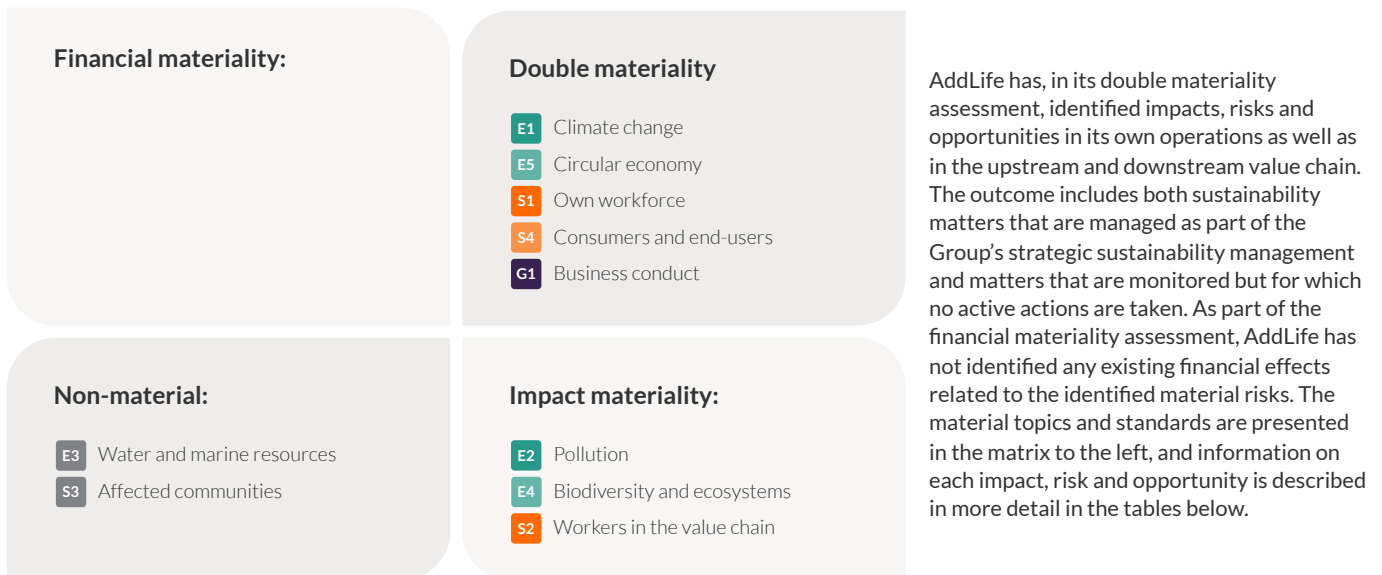 Financial materiality:
Double materiality
E1 Climate change
E5 Circular economy
S1 Own workforce
S4 Consumers and end-users
G1 Business conduct
Non-material:
E3 Water and marine resources
S3 Affected communities
Impact materiality:
E2 Pollution
E4 Biodiversity and ecosystems
S2 Workers in the value chain
AddLife has, in its double materiality
assessment, identified impacts, risks and
opportunities in its own operations as well as
in the upstream and downstream value chain.
The outcome includes both sustainability
matters that are managed as part of the
Group’s strategic sustainability management
and matters that are monitored but for which
no active actions are taken. As part of the
financial materiality assessment, AddLife has
not identified any existing financial effects
related to the identified material risks. The
material topics and standards are presented
in the matrix to the left, and information on
each impact, risk and opportunity is described
in more detail in the tables below.